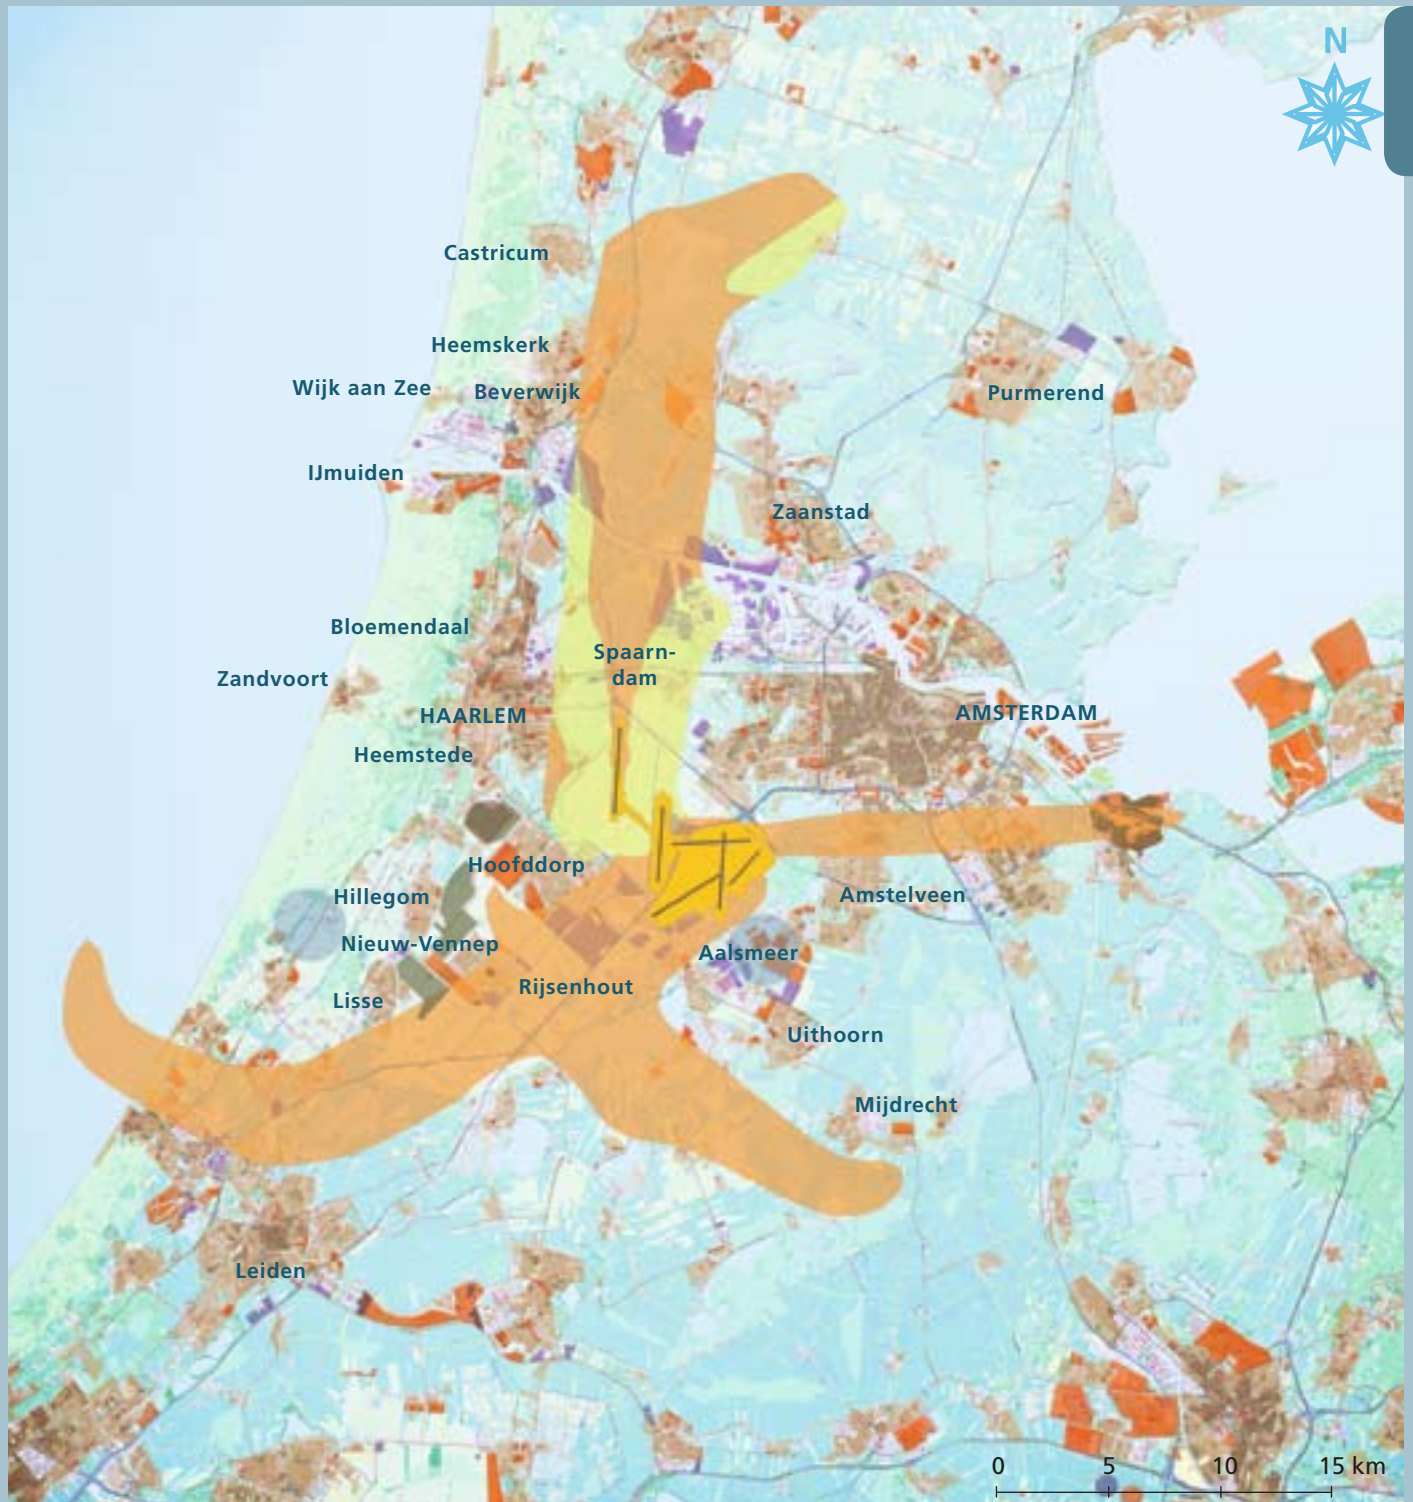 N
Castricum
Heemskerk
Wijk aan Zee
Beverwijk
Purmerend
IJmuiden
Zaanstad
Bloemendaal
Spaarn-
dam
Zandvoort
HAARLEM
AMSTERDAM
Heemstede
Hoofddorp
Hillegom
Amstelveen
Nieuw-Vennep
Aalsmeer
Rijsenhout
Lisse
Uithoorn
Mijdrecht
Leiden
0 5 10 15 km